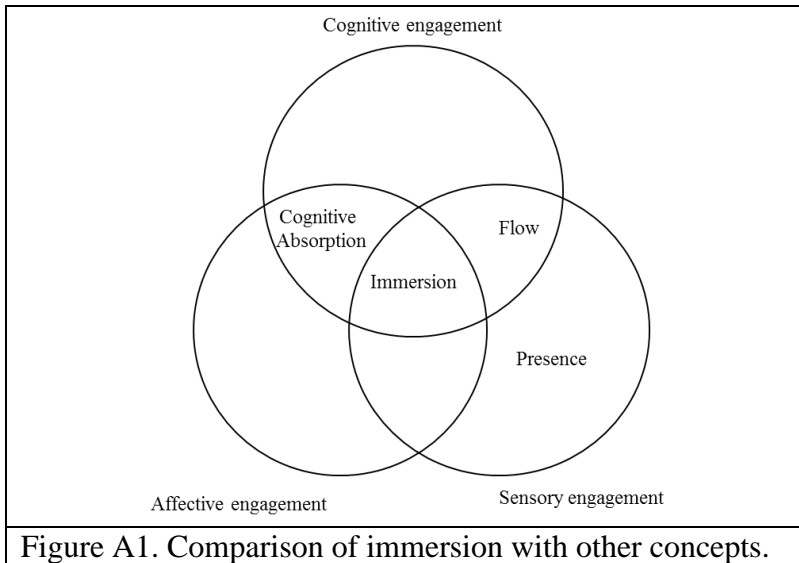 Cognitive engagement
Cognitive
Absorption
Flow
Immersion
Presence
Affective engagement
Sensory engagement
Figure A1. Comparison of immersion with other concepts.